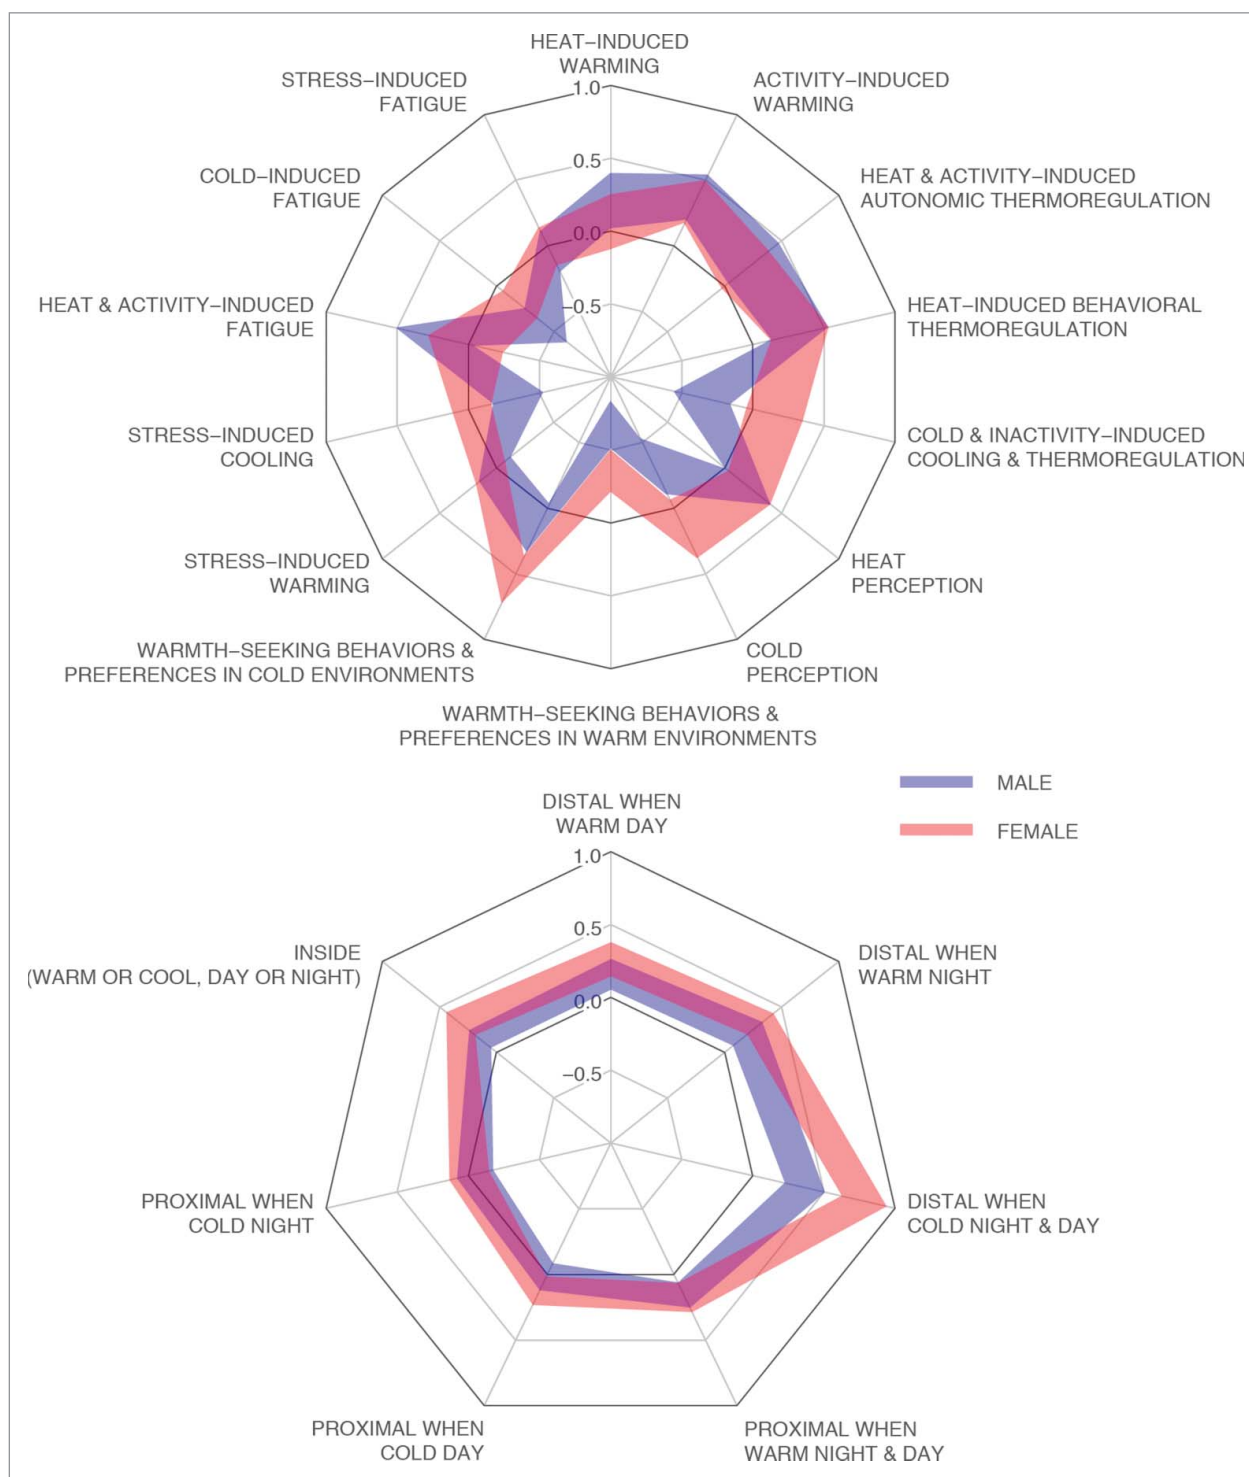 HEAT–INDUCED
WARMING
STRESS–INDUCED
FATIGUE
ACTIVITY–INDUCED
WARMING
1.0
0.5
0.0
−0.5
COLD–INDUCED
FATIGUE
HEAT & ACTIVITY–INDUCED
AUTONOMIC THERMOREGULATION
HEAT & ACTIVITY–INDUCED
FATIGUE
HEAT–INDUCED BEHAVIORAL
THERMOREGULATION
STRESS–INDUCED
COOLING
COLD & INACTIVITY–INDUCED
COOLING & THERMOREGULATION
STRESS–INDUCED
WARMING
HEAT
PERCEPTION
WARMTH–SEEKING BEHAVIORS &
PREFERENCES IN COLD ENVIRONMENTS
COLD
PERCEPTION
WARMTH–SEEKING BEHAVIORS &
PREFERENCES IN WARM ENVIRONMENTS
MALE
FEMALE
DISTAL WHEN
WARM DAY
1.0
0.5
0.0
−0.5
INSIDE
(WARM OR COOL, DAY OR NIGHT)
DISTAL WHEN
WARM NIGHT
PROXIMAL WHEN
COLD NIGHT
DISTAL WHEN
COLD NIGHT & DAY
PROXIMAL WHEN
COLD DAY
PROXIMAL WHEN
WARM NIGHT & DAY